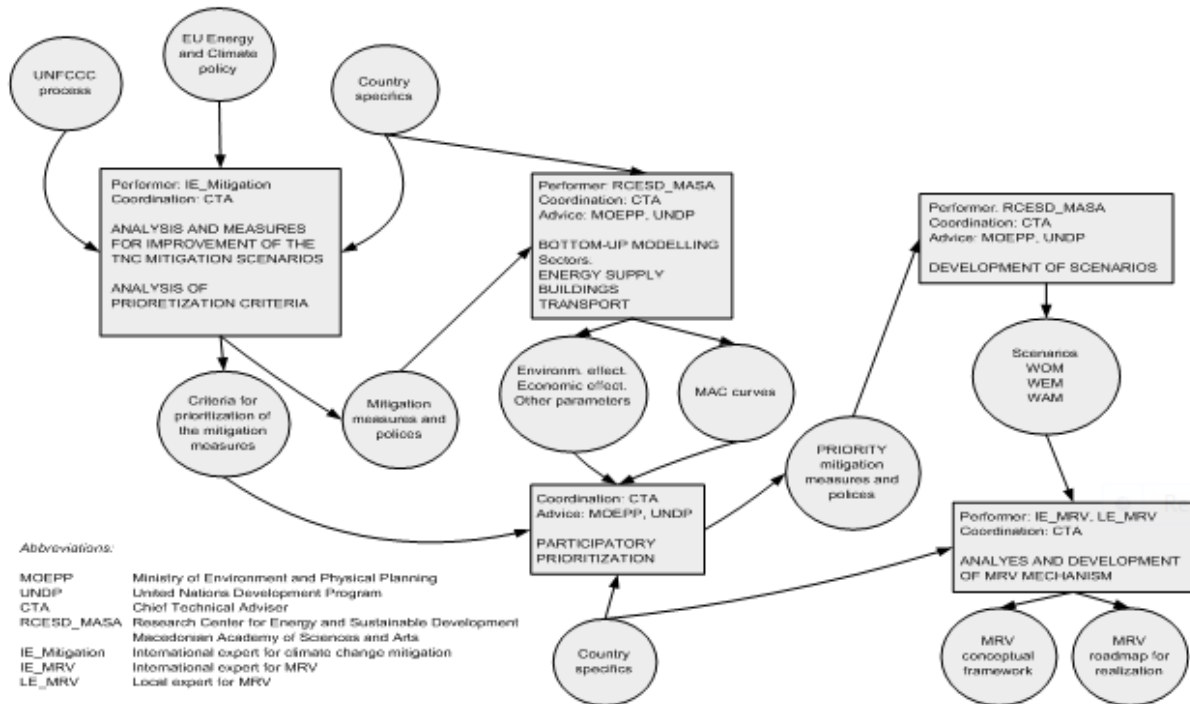 UNFCCC
process
EU Energy
and Climate
policy
Country
specifics
Performer: IE_Mitigation
Coordination: CTA
ANALYSIS AND MEASURES
FOR IMPROVEMENT OF THE
TNC MITIGATION SCENARIOS
ANALYSIS OF
PRIORETIZATION CRITERIA
Performer: RCESD_MASA
Coordination: CTA
Advice: MOEPP, UNDP
BOTTOM-UP MODELLING
Sectors.
ENERGY SUPPLY
BUILDINGS
TRANSPORT
Performer. RCESD_MASA
Coordination: CTA
Advice: MOEPP, UNDP
DEVELOPMENT OF SCENARIOS
Criteria for
prioritization of
the mitigation
measures
Mitigation
measures and
polices
Environm. effect.
Economic effect.
Other parameters
MAC curves
PRIORITY
mitigation
measures and
polices
Scenarios
WOM
WEM
WAM
Coordination: CTA
Advice: MOEPP, UNDP
PARTICIPATORY
PRIORITIZATION
Performer: IE_MRV, LE_MRV
Coordination: CTA
ANALYES AND DEVELOPMENT
OF MRV MECHANISM
Country
specifics
MRV
conceptual
framework
MRV
roadmap for
realization
Abbreviations:
MOEPP Ministry of Environment and Physical Planning
UNDP United Nations Development Program
CTA Chief Technical Adviser
RCESD_MASA Research Center for Energy and Sustainable Development
Macedonian Academy of Sciences and Arts
IE_Mitigation International expert for climate change mitigation
IE_MRV International expert for MRV
LE_MRV Local expert for MRV